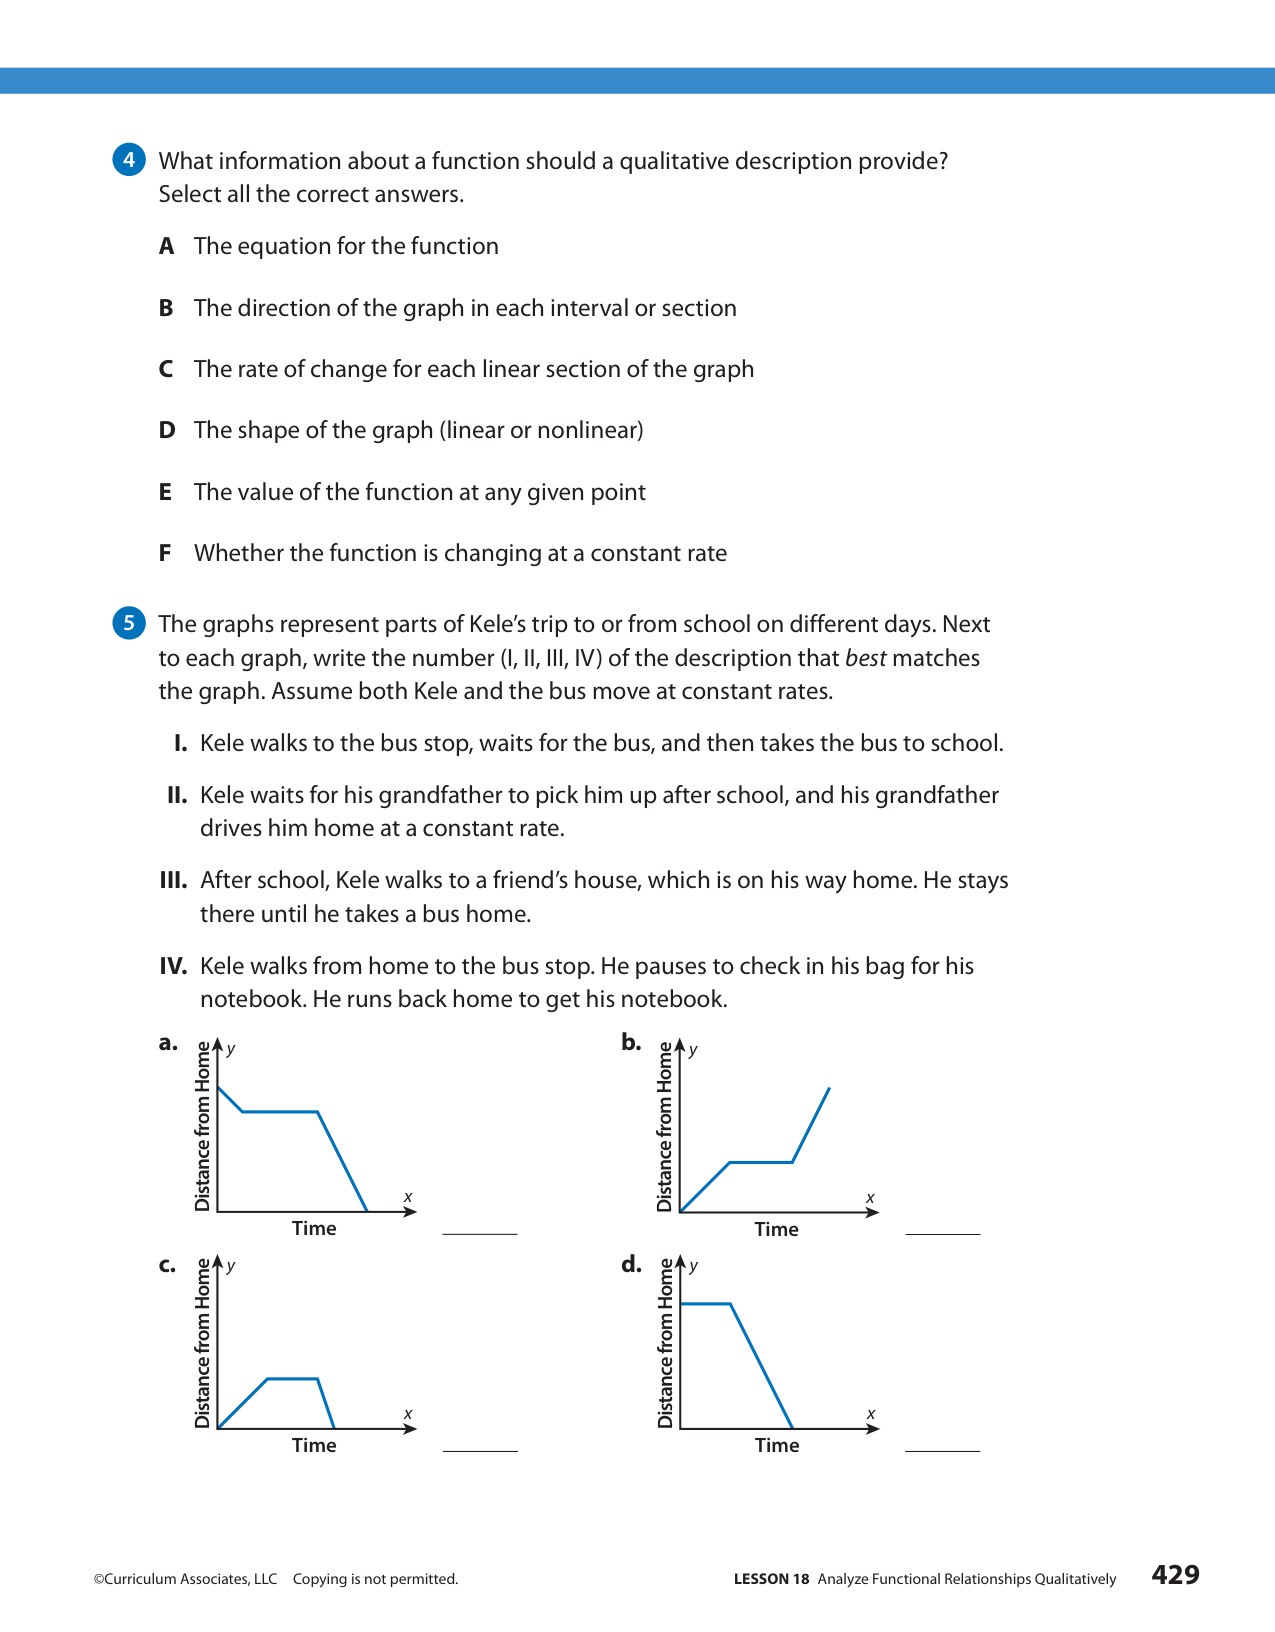 4 What information about a function should a qualitative description provide?
Select all the correct answers.
A The equation for the function
B The direction of the graph in each interval or section
C The rate of change for each linear section of the graph
D The shape of the graph (linear or nonlinear)
E The value of the function at any given point
F Whether the function is changing at a constant rate
5 The graphs represent parts of Kele’s trip to or from school on different days. Next
to each graph, write the number (I, II, III, IV) of the description that best matches
the graph. Assume both Kele and the bus move at constant rates.
I. Kele walks to the bus stop, waits for the bus, and then takes the bus to school.
II. Kele waits for his grandfather to pick him up after school, and his grandfather
drives him home at a constant rate.
III. After school, Kele walks to a friend’s house, which is on his way home. He stays
there until he takes a bus home.
IV. Kele walks from home to the bus stop. He pauses to check in his bag for his
notebook. He runs back home to get his notebook.
a.
y
Distance from Home
x
Time
b.
y
Distance from Home
x
Time
c.
y
Distance from Home
x
Time
d.
y
Distance from Home
x
Time
©Curriculum Associates, LLC Copying is not permitted.
LESSON 18 Analyze Functional Relationships Qualitatively 429